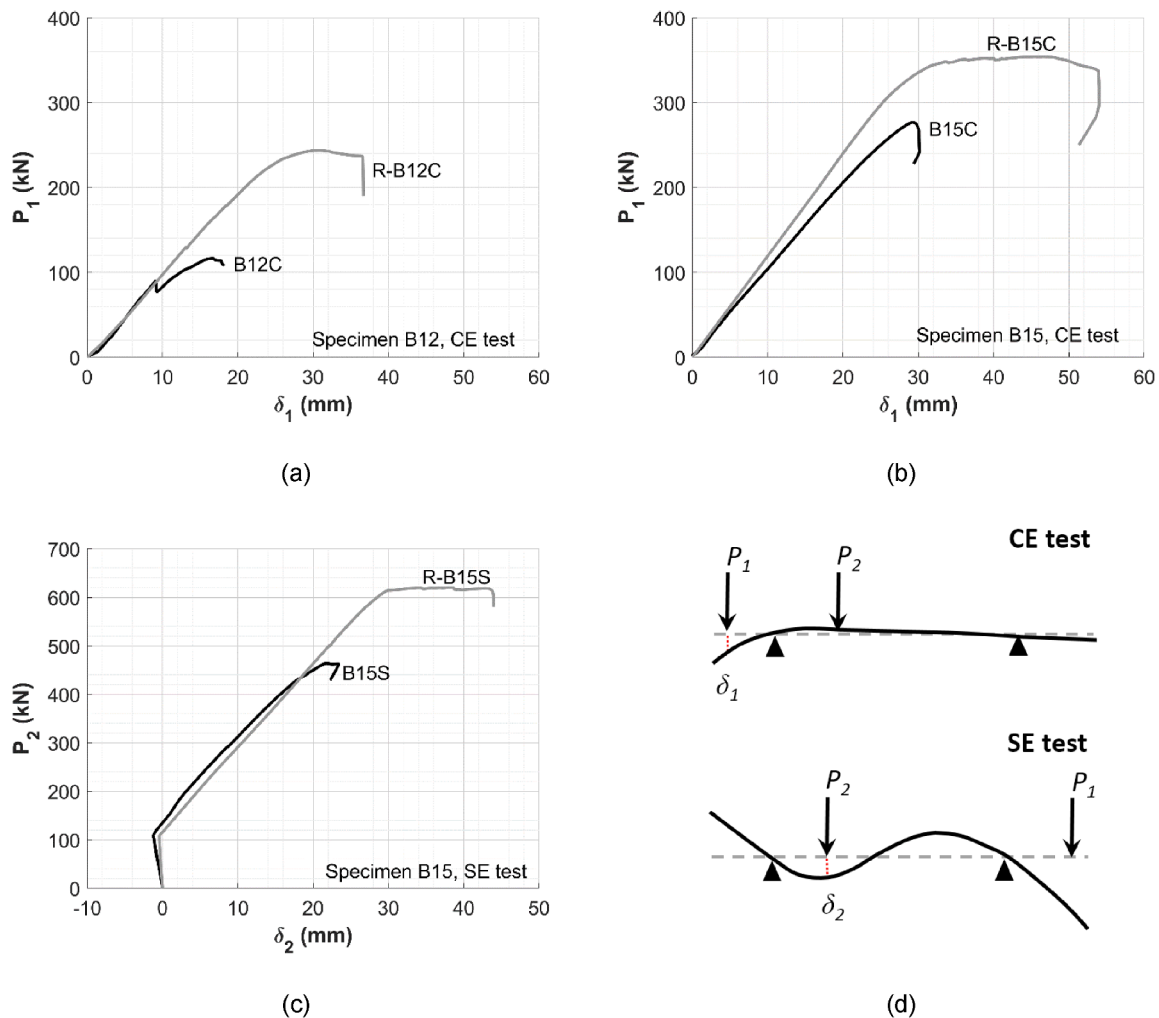 400
300
200
100
0
P1 (kN)
R-B12C
B12C
Specimen B12, CE test
0 10 20 30 40 50 60
δ1 (mm)
(a)
400
300
200
100
0
P1 (kN)
R-B15C
B15C
Specimen B15, CE test
0 10 20 30 40 50 60
δ1 (mm)
(b)
700
600
500
400
300
200
100
0
P2 (kN)
R-B15S
B15S
Specimen B15, SE test
-10 0 10 20 30 40 50
δ2 (mm)
(c)
CE test
P1 P2
δ1
SE test
P2 P1
δ2
(d)